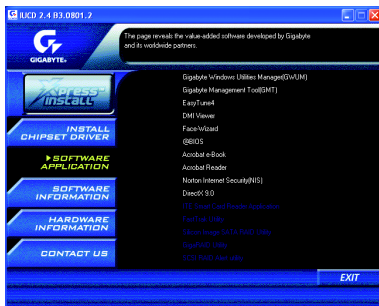 IUCD 2.4 B3.0801.2
The page reveals the value-added software developed by Gigabyte
and its worldwide partners.
GIGABYTE
Xpress
INSTALL
Gigabyte Windows Utilities Manager(GWUM)
Gigabyte Management Tool(GMT)
EasyTune4
DMI Viewer
Face-Wizard
@BIOS
Acrobat e-Book
Acrobat Reader
Norton Internet Security(NIS)
DirectX 9.0
INSTALL
CHIPSET DRIVER
SOFTWARE
APPLICATION
SOFTWARE
INFORMATION
HARDWARE
INFORMATION
CONTACT US
EXIT